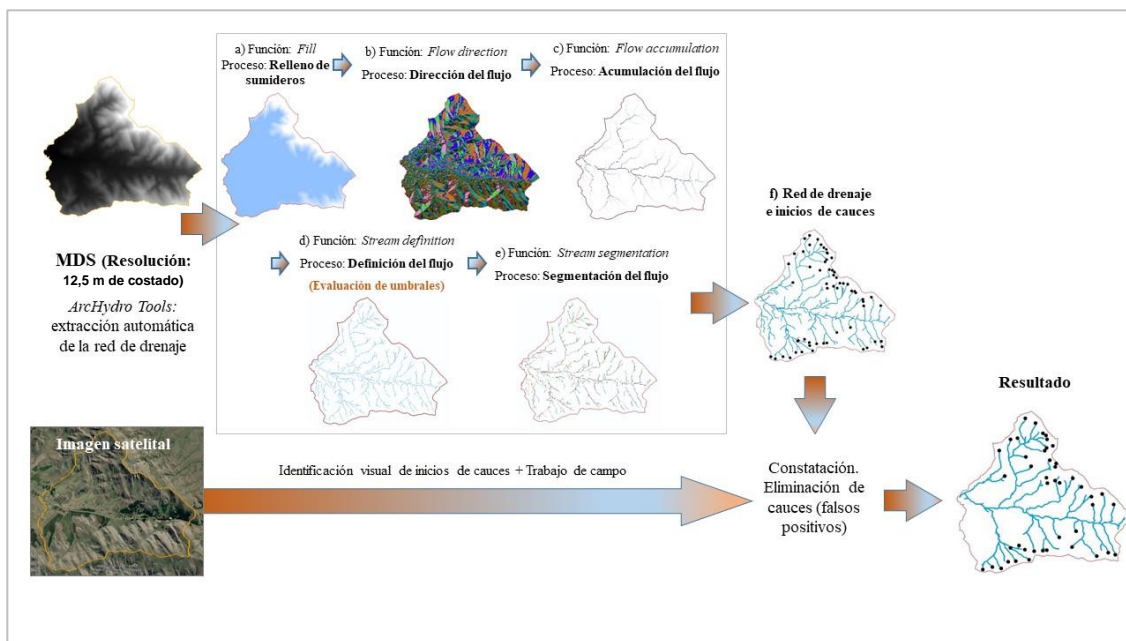 a) Función: Fill
Proceso: Relleno de
sumideros
b) Función: Flow direction
Proceso: Dirección del flujo
c) Función: Flow accumulation
Proceso: Acumulación del flujo
MDS (Resolución:
12,5 m de costado)
ArcHydro Tools:
extracción automática
de la red de drenaje
d) Función: Stream definition
Proceso: Definición del flujo
(Evaluación de umbrales)
e) Función: Stream segmentation
Proceso: Segmentación del flujo
f) Red de drenaje
e inicios de cauces
Imagen satelital
Identificación visual de inicios de cauces + Trabajo de campo
Constatación.
Eliminación de
cauces (falsos
positivos)
Resultado